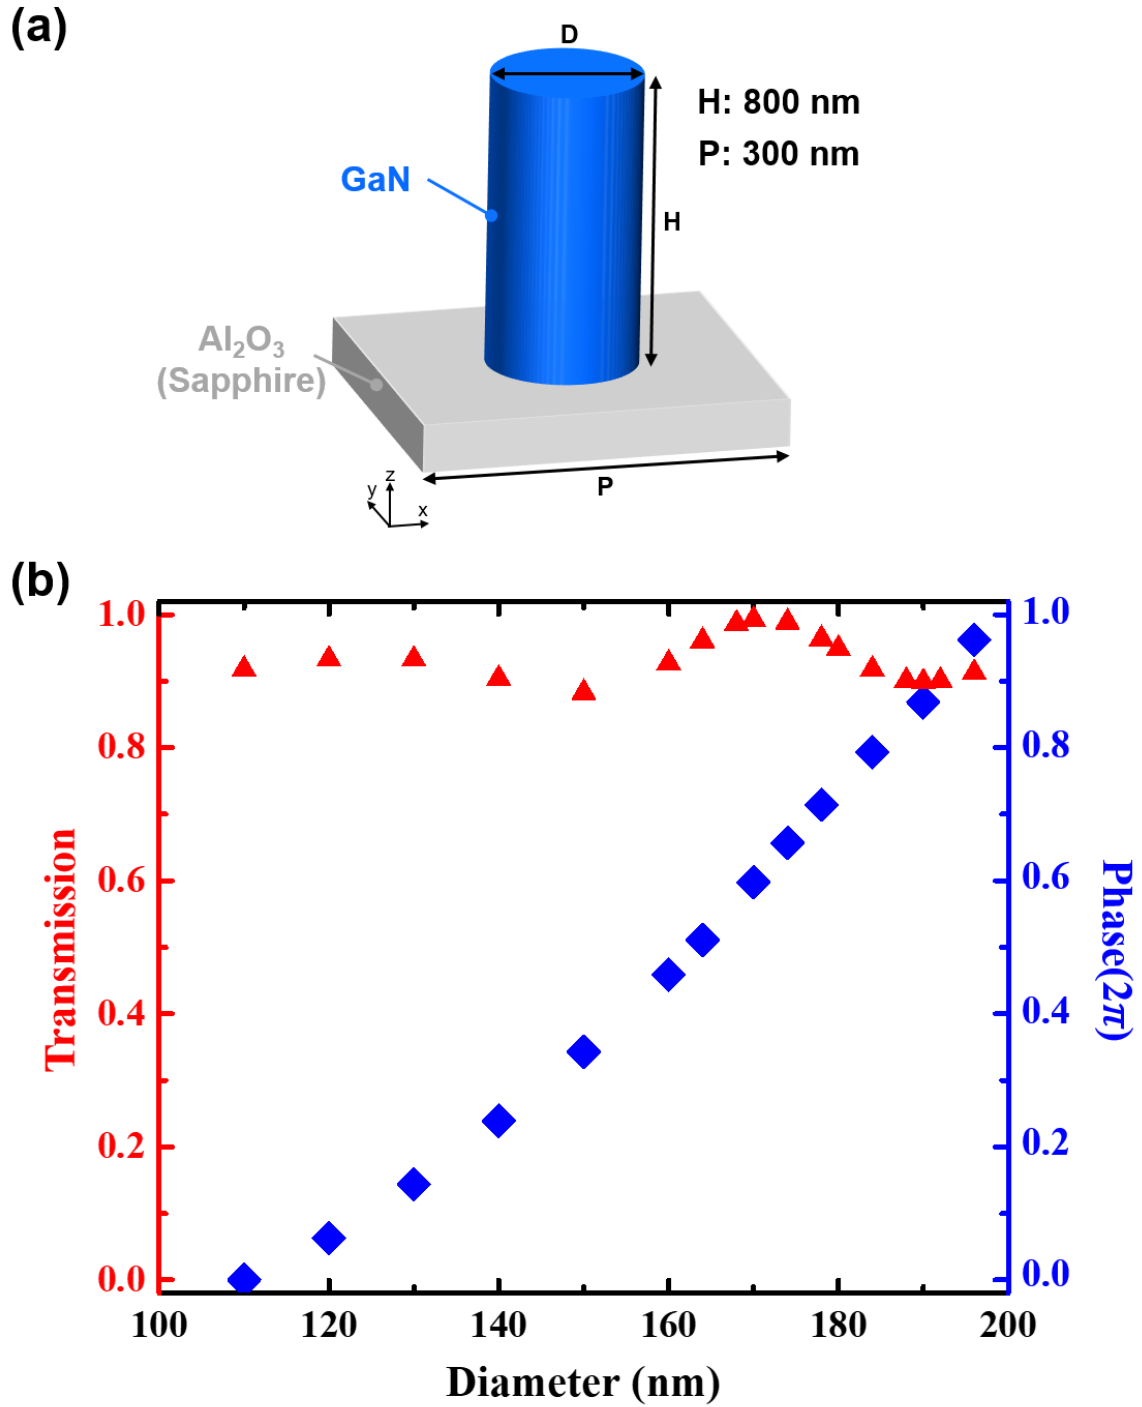 (a)
D
H: 800 nm
P: 300 nm
GaN
H
Al₂O₃
(Sapphire)
P
z
y
x
(b)
1.0
0.8
0.6
0.4
0.2
0.0
Transmission
1.0
0.8
0.6
0.4
0.2
0.0
Phase(2π)
100 120 140 160 180 200
Diameter (nm)